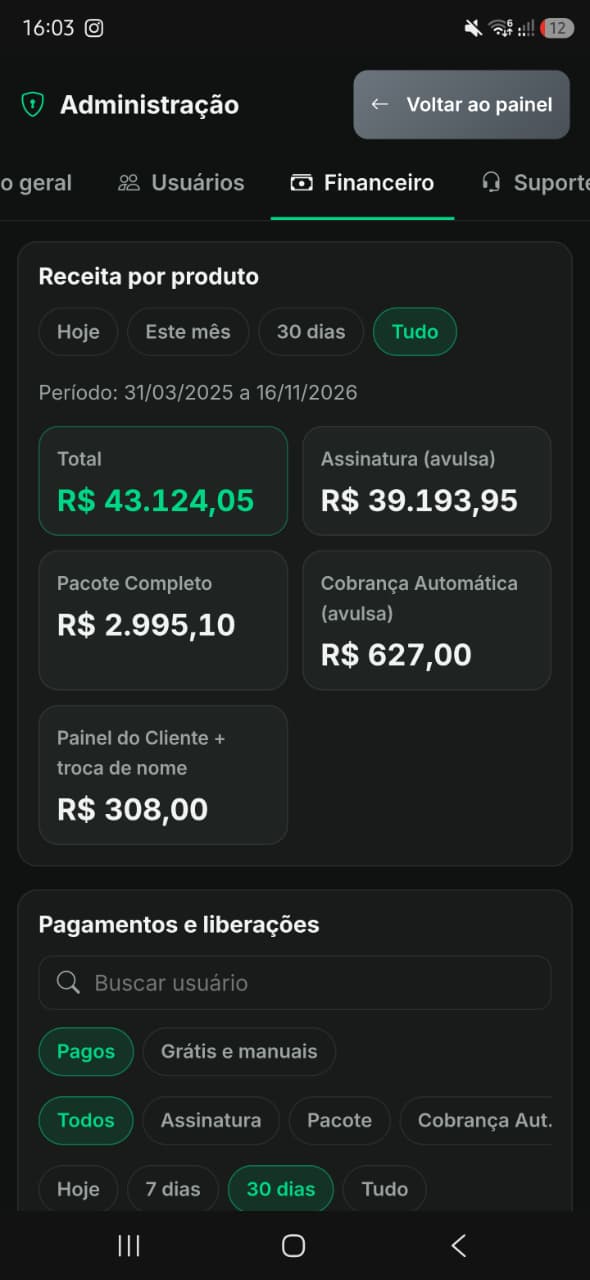 16:03
12
Administração
← Voltar ao painel
o geral
Usuários
Financeiro
Suporte
Receita por produto
Hoje
Este mês
30 dias
Tudo
Período: 31/03/2025 a 16/11/2026
Total
R$ 43.124,05
Assinatura (avulsa)
R$ 39.193,95
Pacote Completo
R$ 2.995,10
Cobrança Automática
(avulsa)
R$ 627,00
Painel do Cliente +
troca de nome
R$ 308,00
Pagamentos e liberações
Buscar usuário
Pagos
Grátis e manuais
Todos
Assinatura
Pacote
Cobrança Aut.
Hoje
7 dias
30 dias
Tudo